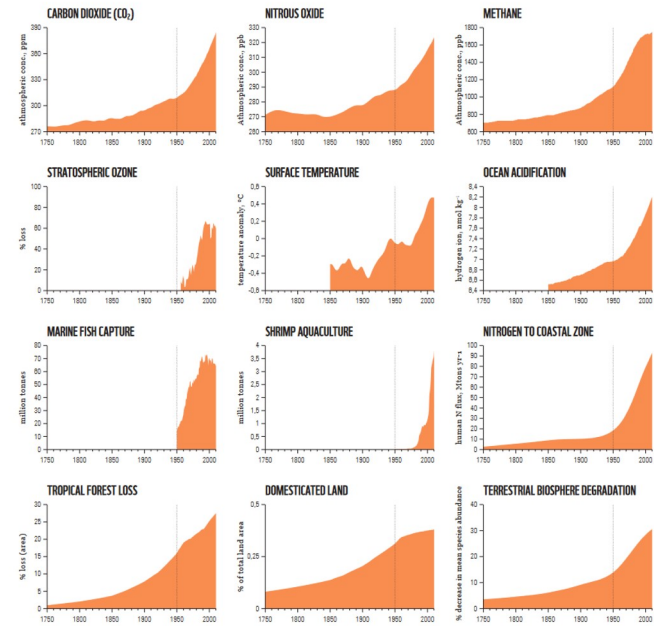 CARBON DIOXIDE (CO₂)
athmospheric conc., ppm
390
360
330
300
270
1750 1800 1850 1900 1950 2000
NITROUS OXIDE
Athmospheric conc., ppb
330
320
310
300
290
280
270
260
1750 1800 1850 1900 1950 2000
METHANE
Athmospheric conc., ppb
1800
1600
1400
1200
1000
800
600
1750 1800 1850 1900 1950 2000
STRATOSPHERIC OZONE
% loss
100
80
60
40
20
0
1750 1800 1850 1900 1950 2000
SURFACE TEMPERATURE
temperature anomaly, °C
0,6
0,4
0,2
0
-0,2
-0,4
-0,6
1750 1800 1850 1900 1950 2000
OCEAN ACIDIFICATION
hydrogen ion, nmol kg⁻¹
8,4
8,2
8
7,8
7,6
7,4
7,2
7
6,8
6,6
8,4
1750 1800 1850 1900 1950 2000
MARINE FISH CAPTURE
million tonnes
80
70
60
50
40
30
20
10
0
1750 1800 1850 1900 1950 2000
SHRIMP AQUACULTURE
million tonnes
4
3,5
3
2,5
2
1,5
1
0,5
0
1750 1800 1850 1900 1950 2000
NITROGEN TO COASTAL ZONE
human N flux, Mtons yr⁻¹
100
90
80
70
60
50
40
30
20
10
0
1750 1800 1850 1900 1950 2000
TROPICAL FOREST LOSS
% loss (area)
30
25
20
15
10
5
0
1750 1800 1850 1900 1950 2000
DOMESTICATED LAND
% of total land area
0,5
0,25
0
1750 1800 1850 1900 1950 2000
TERRESTRIAL BIOSPHERE DEGRADATION
% decrease in mean species abundance
40
30
20
10
0
1750 1800 1850 1900 1950 2000